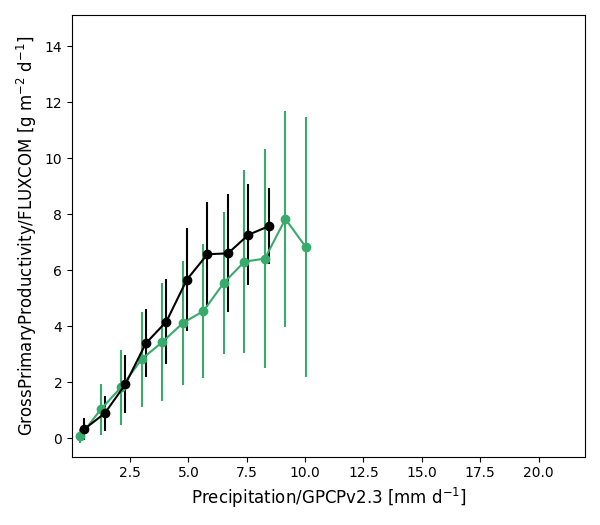 14
12
10
8
6
4
2
0
GrossPrimaryProductivity/FLUXCOM [g m⁻² d⁻¹]
2.5 5.0 7.5 10.0 12.5 15.0 17.5 20.0
Precipitation/GPCPv2.3 [mm d⁻¹]